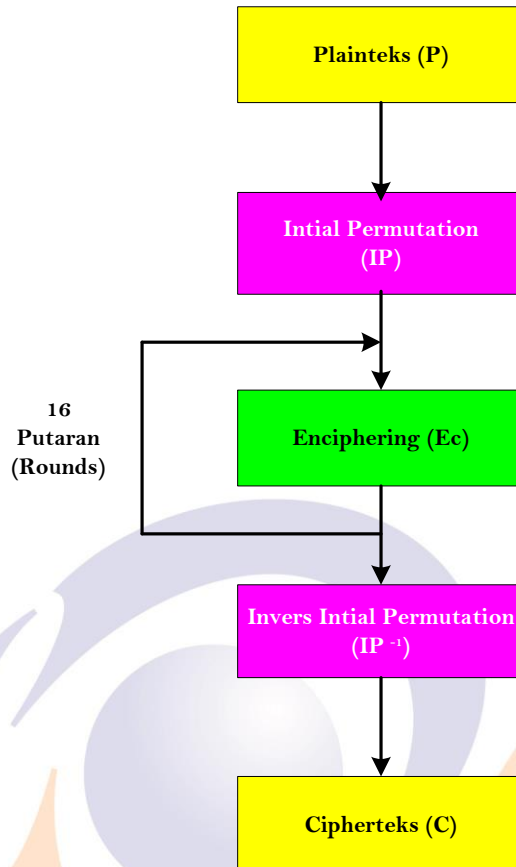 Plainteks (P)
Intial Permutation
(IP)
16
Putaran
(Rounds)
Enciphering (Ec)
Invers Intial Permutation
(IP ⁻¹)
Cipherteks (C)